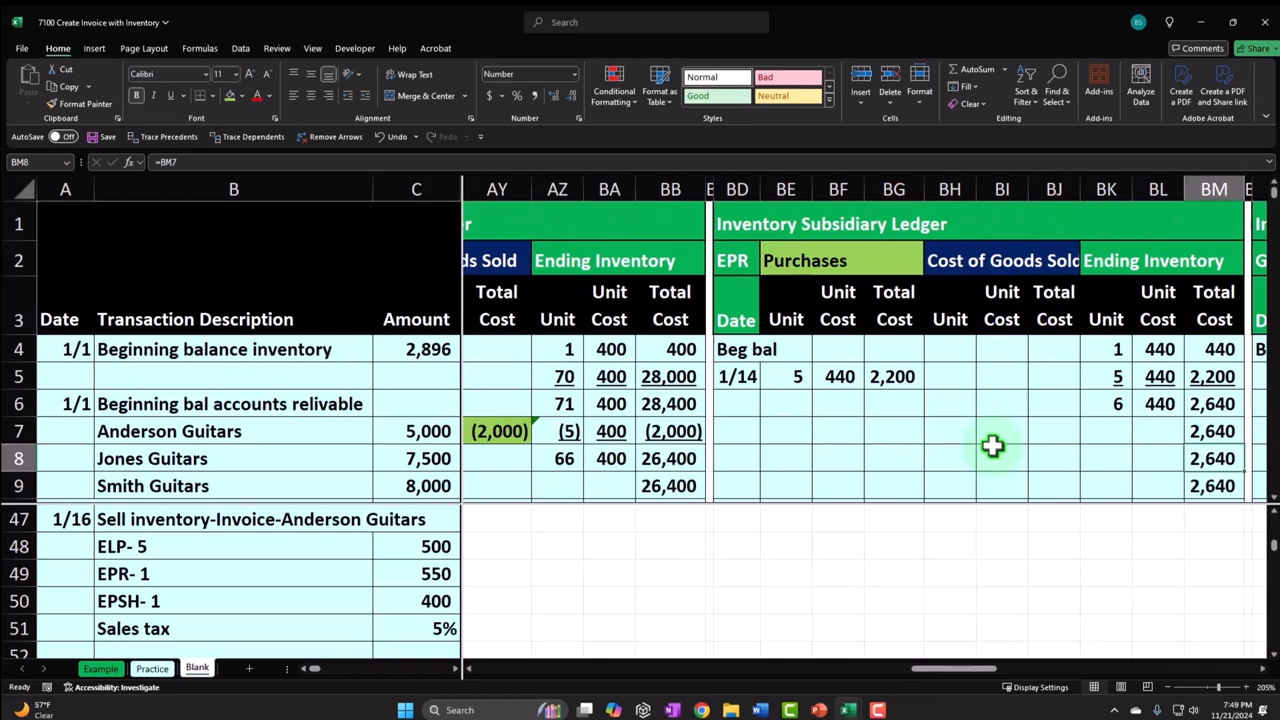 7100 Create Invoice with Inventory
Search
BS
File Home Insert Page Layout Formulas Data Review View Developer Help Acrobat
Comments Share
Paste Cut Copy Format Painter Clipboard
Calibri 11 B I U Font
Wrap Text Merge & Center Alignment
Number $ % Number
Conditional Formatting Format as Table
Normal Bad Good Neutral Styles
Insert Delete Format Cells
AutoSum Fill Clear Sort & Filter Find & Select Editing
Add-ins Add-ins
Analyze Data
Create a PDF Create a PDF and Share link Adobe Acrobat
AutoSave Off Save Trace Precedents Trace Dependents Remove Arrows Undo Redo
BM8 fx =BM7
A B C AY AZ BA BB B BD BE BF BG BH BI BJ BK BL BM B
1 r Inventory Subsidiary Ledger In
2 ds Sold Ending Inventory EPR Purchases Cost of Goods Sold Ending Inventory G
Total Unit Total Unit Total Unit Total Unit Total
3 Date Transaction Description Amount Cost Unit Cost Cost Date Unit Cost Cost Unit Cost Cost Unit Cost Cost D
4 1/1 Beginning balance inventory 2,896 1 400 400 Beg bal 1 440 440 B
5 70 400 28,000 1/14 5 440 2,200 5 440 2,200
6 1/1 Beginning bal accounts relivable 71 400 28,400 6 440 2,640
7 Anderson Guitars 5,000 (2,000) (5) 400 (2,000) 2,640
8 Jones Guitars 7,500 66 400 26,400 2,640
9 Smith Guitars 8,000 26,400 2,640
47 1/16 Sell inventory-Invoice-Anderson Guitars
48 ELP- 5 500
49 EPR- 1 550
50 EPSH- 1 400
51 Sales tax 5%
52
Example Practice Blank
Ready Accessibility: Investigate Display Settings 205%
57°F Clear Search 7:49 PM 11/21/2024